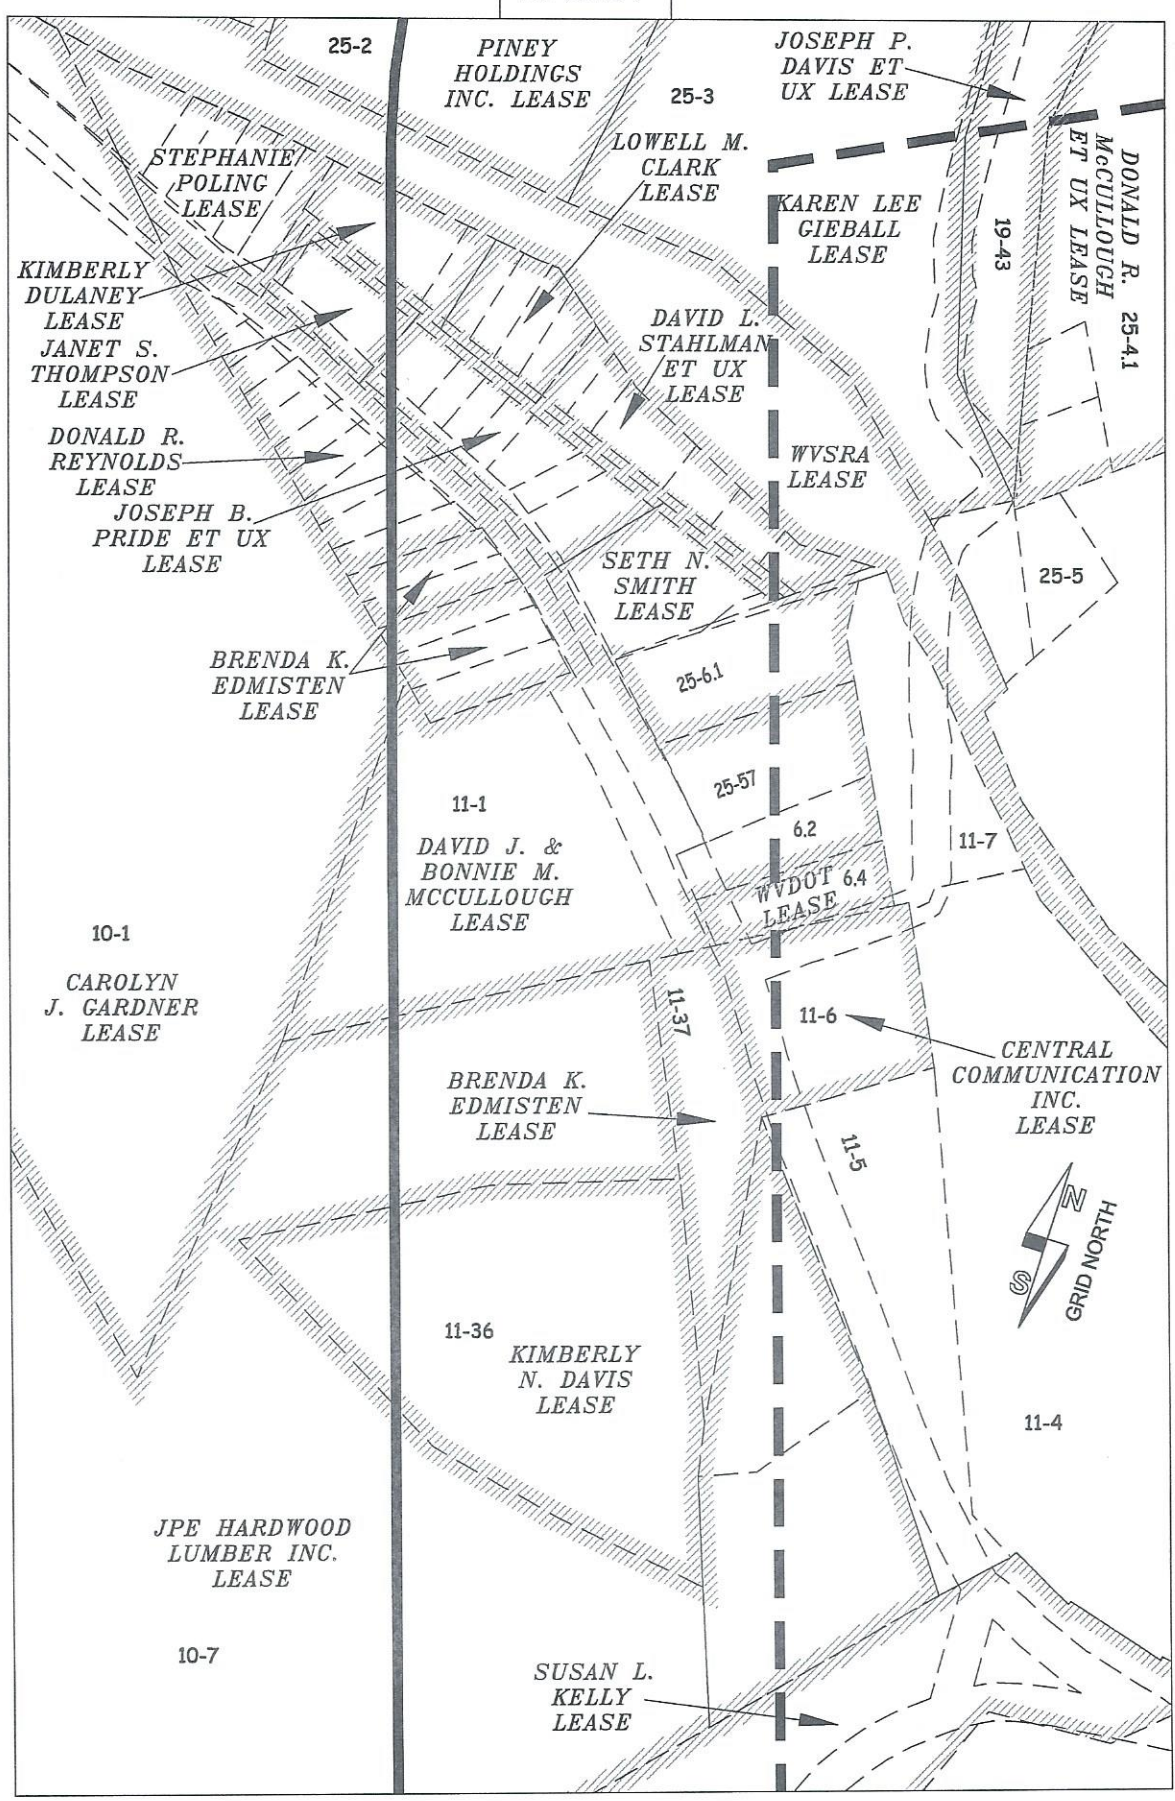 25-2
PINEY
HOLDINGS
INC. LEASE
25-3
JOSEPH P.
DAVIS ET
UX LEASE
LOWELL M.
CLARK
LEASE
STEPHANIE
POLING
LEASE
KAREN LEE
GIEBALL
LEASE
19-43
DONALD R.
McCULLOUGH
ET UX LEASE
25-4.1
KIMBERLY
DULANEY
LEASE
JANET S.
THOMPSON
LEASE
DAVID L.
STAHLMAN
ET UX
LEASE
DONALD R.
REYNOLDS
LEASE
WVSRA
LEASE
JOSEPH B.
PRIDE ET UX
LEASE
SETH N.
SMITH
LEASE
25-5
BRENDA K.
EDMISTEN
LEASE
25-6.1
25-57
11-1
6.2
11-7
DAVID J. &
BONNIE M.
MCCULLOUGH
LEASE
WVDOT
LEASE
6.4
10-1
CAROLYN
J. GARDNER
LEASE
11-37
11-6
CENTRAL
COMMUNICATION
INC.
LEASE
BRENDA K.
EDMISTEN
LEASE
11-5
N
S
GRID NORTH
11-36
KIMBERLY
N. DAVIS
LEASE
11-4
JPE HARDWOOD
LUMBER INC.
LEASE
10-7
SUSAN L.
KELLY
LEASE